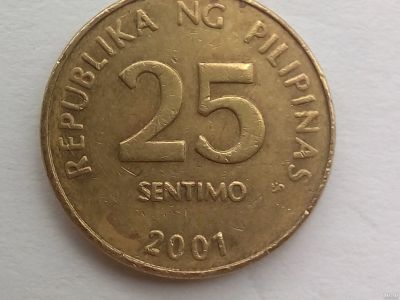 REPUBLIKA NG PILIPINAS
25
SENTIMO
2001